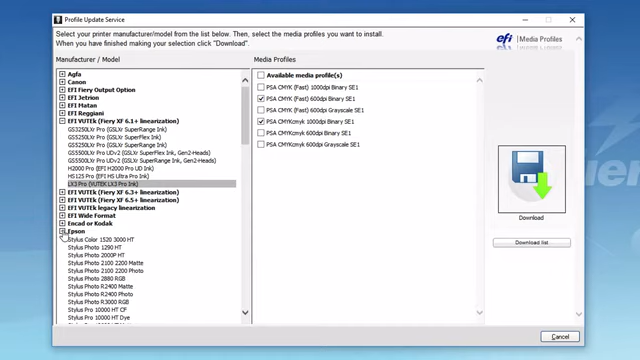 Profile Update Service
Select your printer manufacturer/model from the list below. Then, select the media profiles you want to install.
When you have finished making your selection click "Download".
efi Media Profiles
Manufacturer / Model
Media Profiles
Agfa
Canon
EFI Fiery Output Option
EFI Jetrion
EFI Matan
EFI Reggiani
EFI VUTEk (Fiery XF 6.1+ linearization)
GS3250LXr Pro (GSLXr SuperRange Ink)
GS3250LXr Pro (GSLXr SuperFlex Ink)
GS5500LXr Pro (GSLXr SuperRange Ink)
GS5500LXr Pro UDv2 (GSLXr SuperFlex Ink, Gen2-Heads)
GS5500LXr Pro UDv2 (GSLXr SuperRange Ink, Gen2-Heads)
H2000 Pro (EFI H2000 Pro UD Ink)
HS125 Pro (EFI HS Ultra Pro Ink)
LX3 Pro (VUTEK LX3 Pro Ink)
EFI VUTEk (Fiery XF 6.3+ linearization)
EFI VUTEk (Fiery XF 6.5+ linearization)
EFI VUTEk legacy linearization
EFI Wide Format
Encad or Kodak
Epson
Stylus Color 1520 3000 HT
Stylus Photo 1290 HT
Stylus Photo 2000P HT
Stylus Photo 2100 2200 Matte
Stylus Photo 2100 2200 Photo
Stylus Photo 2880 RGB
Stylus Photo R2400 Matte
Stylus Photo R2400 Photo
Stylus Photo R3000 RGB
Stylus Pro 10000 HT CF
Stylus Pro 10000 HT Dye
Available media profile(s)
PSA CMYK (Fast) 1000dpi Binary SE1
PSA CMYK (Fast) 600dpi Binary SE1
PSA CMYK (Fast) 600dpi Grayscale SE1
PSA CMYKcmyk 1000dpi Binary SE1
PSA CMYKcmyk 600dpi Binary SE1
PSA CMYKcmyk 600dpi Grayscale SE1
Download
Download list
Cancel